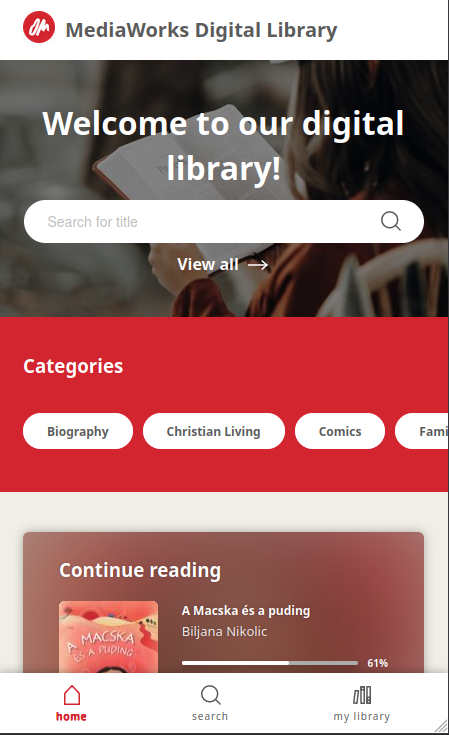 MediaWorks Digital Library
Welcome to our digital
library!
Search for title
View all
Categories
Biography
Christian Living
Comics
Fami
Continue reading
A MACSKA
ÉS A PUDING
A Macska és a puding
Biljana Nikolic
61%
home
search
my library